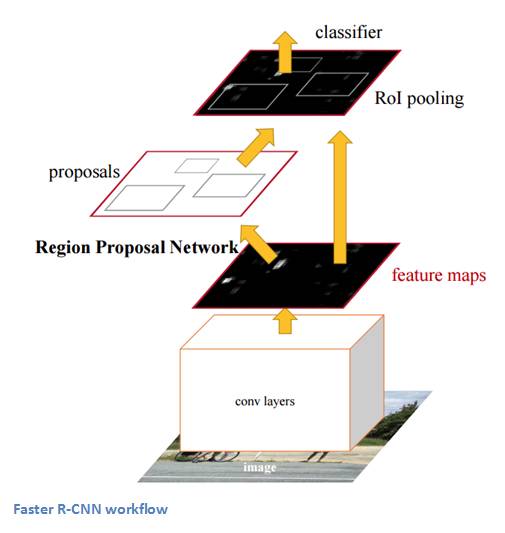 classifier
RoI pooling
proposals
Region Proposal Network
feature maps
conv layers
image
Faster R-CNN workflow